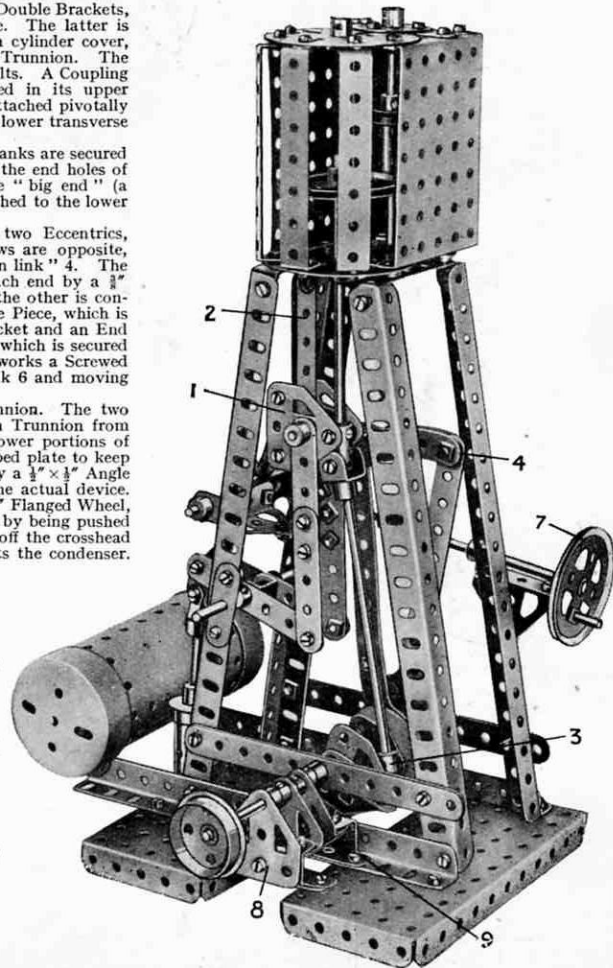 Double Brackets,
e. The latter is
cylinder cover,
Trunnion. The
lts. A Coupling
ed in its upper
ttached pivotally
lower transverse
anks are secured
the end holes of
e " big end " (a
hed to the lower
two Eccentrics,
ws are opposite,
n link " 4. The
ch end by a ⅜"
the other is con-
e Piece, which is
cket and an End
which is secured
works a Screwed
k 6 and moving
nnion. The two
Trunnion from
ower portions of
bed plate to keep
y a ½" × ½" Angle
he actual device.
" Flanged Wheel,
by being pushed
off the crosshead
ts the condenser.
2
1
4
7
3
8
9